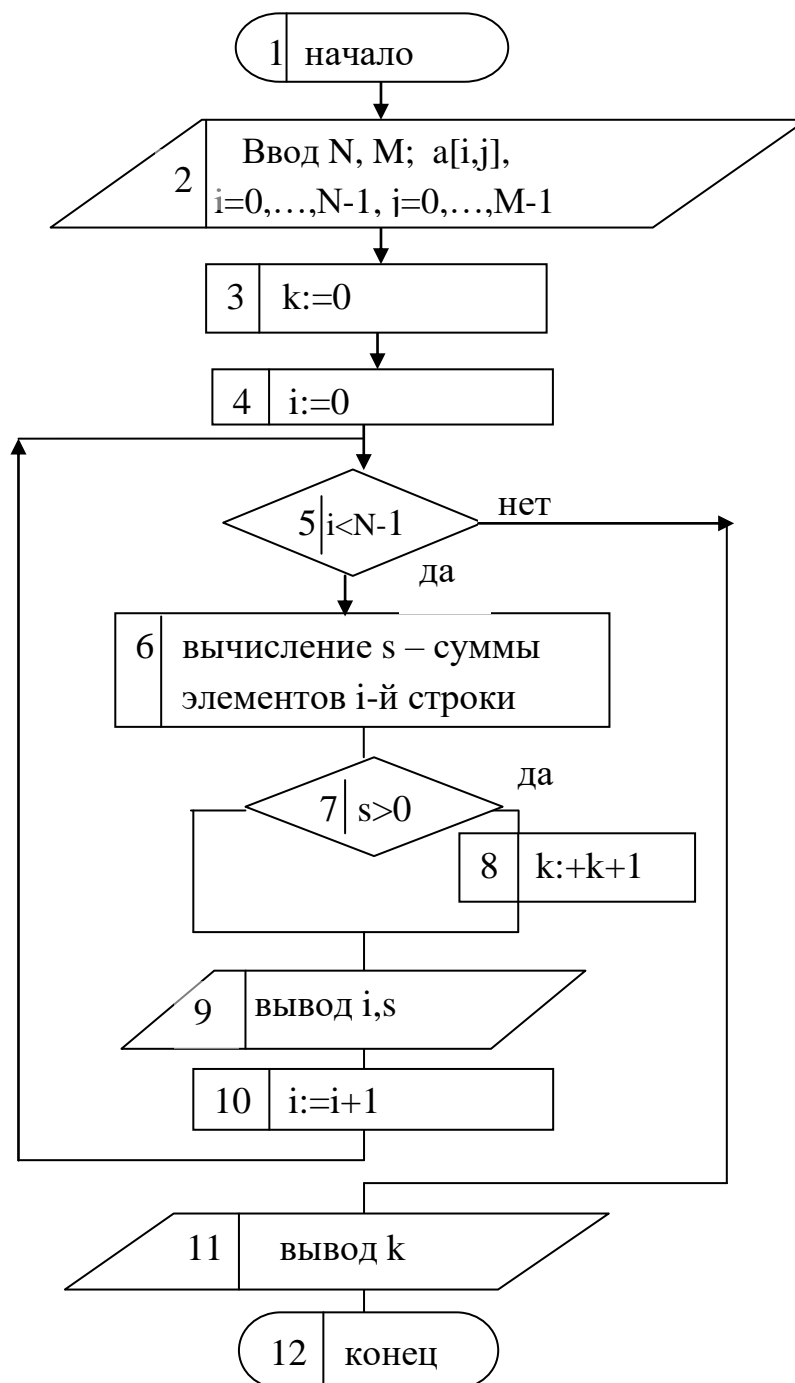 1 начало
Ввод N, M; a[i,j],
2
i=0,…,N-1, j=0,…,M-1
3 k:=0
4 i:=0
5 i<N-1
нет
да
6 вычисление s – суммы
элементов i-й строки
да
7 s>0
8 k:+k+1
9 вывод i,s
10 i:=i+1
11 вывод k
12 конец